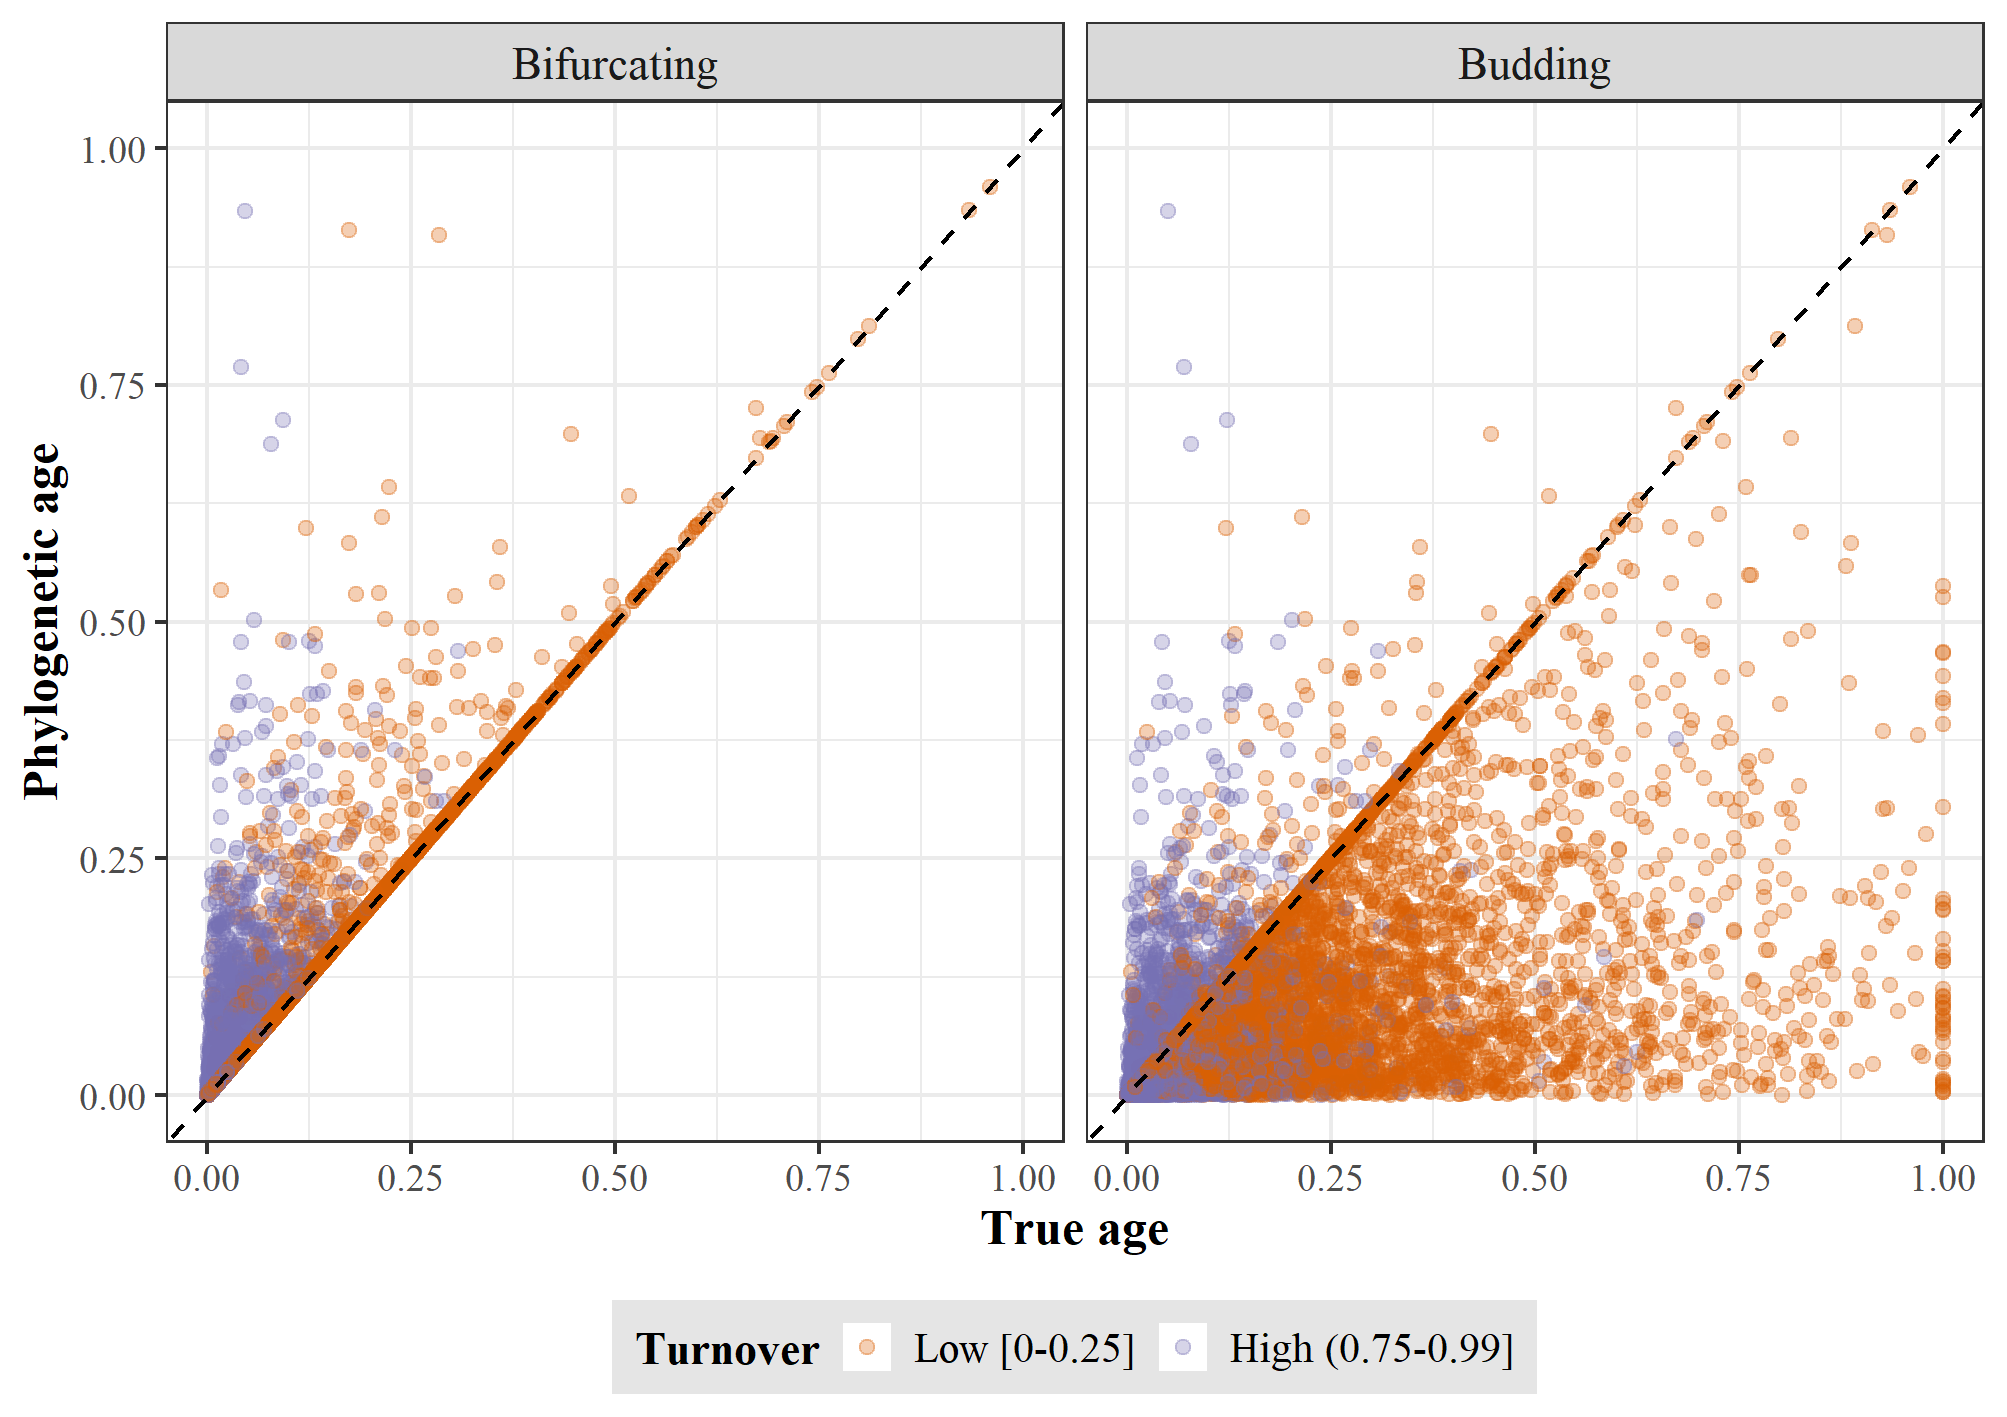 Bifurcating Budding
Phylogenetic age
1.00
0.75
0.50
0.25
0.00
0.00 0.25 0.50 0.75 1.00 0.00 0.25 0.50 0.75 1.00
True age
Turnover Low [0-0.25] High (0.75-0.99]